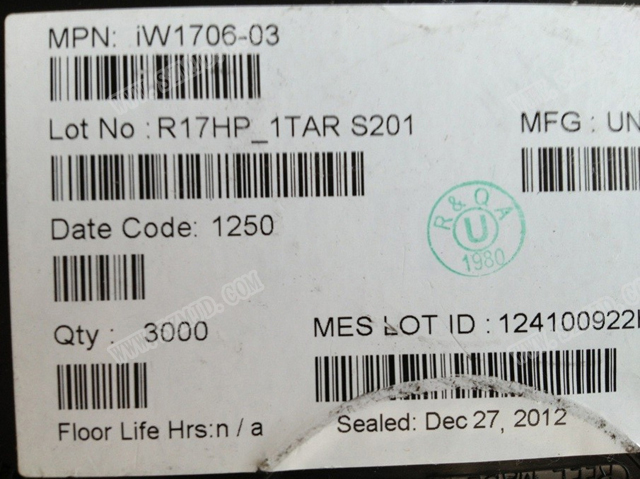 MPN: iW1706-03
Lot No : R17HP_1TAR S201
MFG : UN
Date Code: 1250
R & Q A
U
1980
Qty : 3000
MES LOT ID : 124100922
Floor Life Hrs:n / a
Sealed: Dec 27, 2012